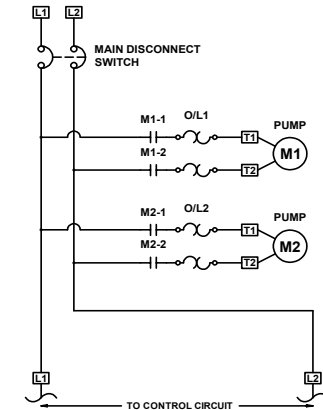 L1 L2
MAIN DISCONNECT
SWITCH
M1-1 O/L1 T1 PUMP
M1
M1-2 T2
M2-1 O/L2 T1 PUMP
M2
M2-2 T2
L1 L2
TO CONTROL CIRCUIT